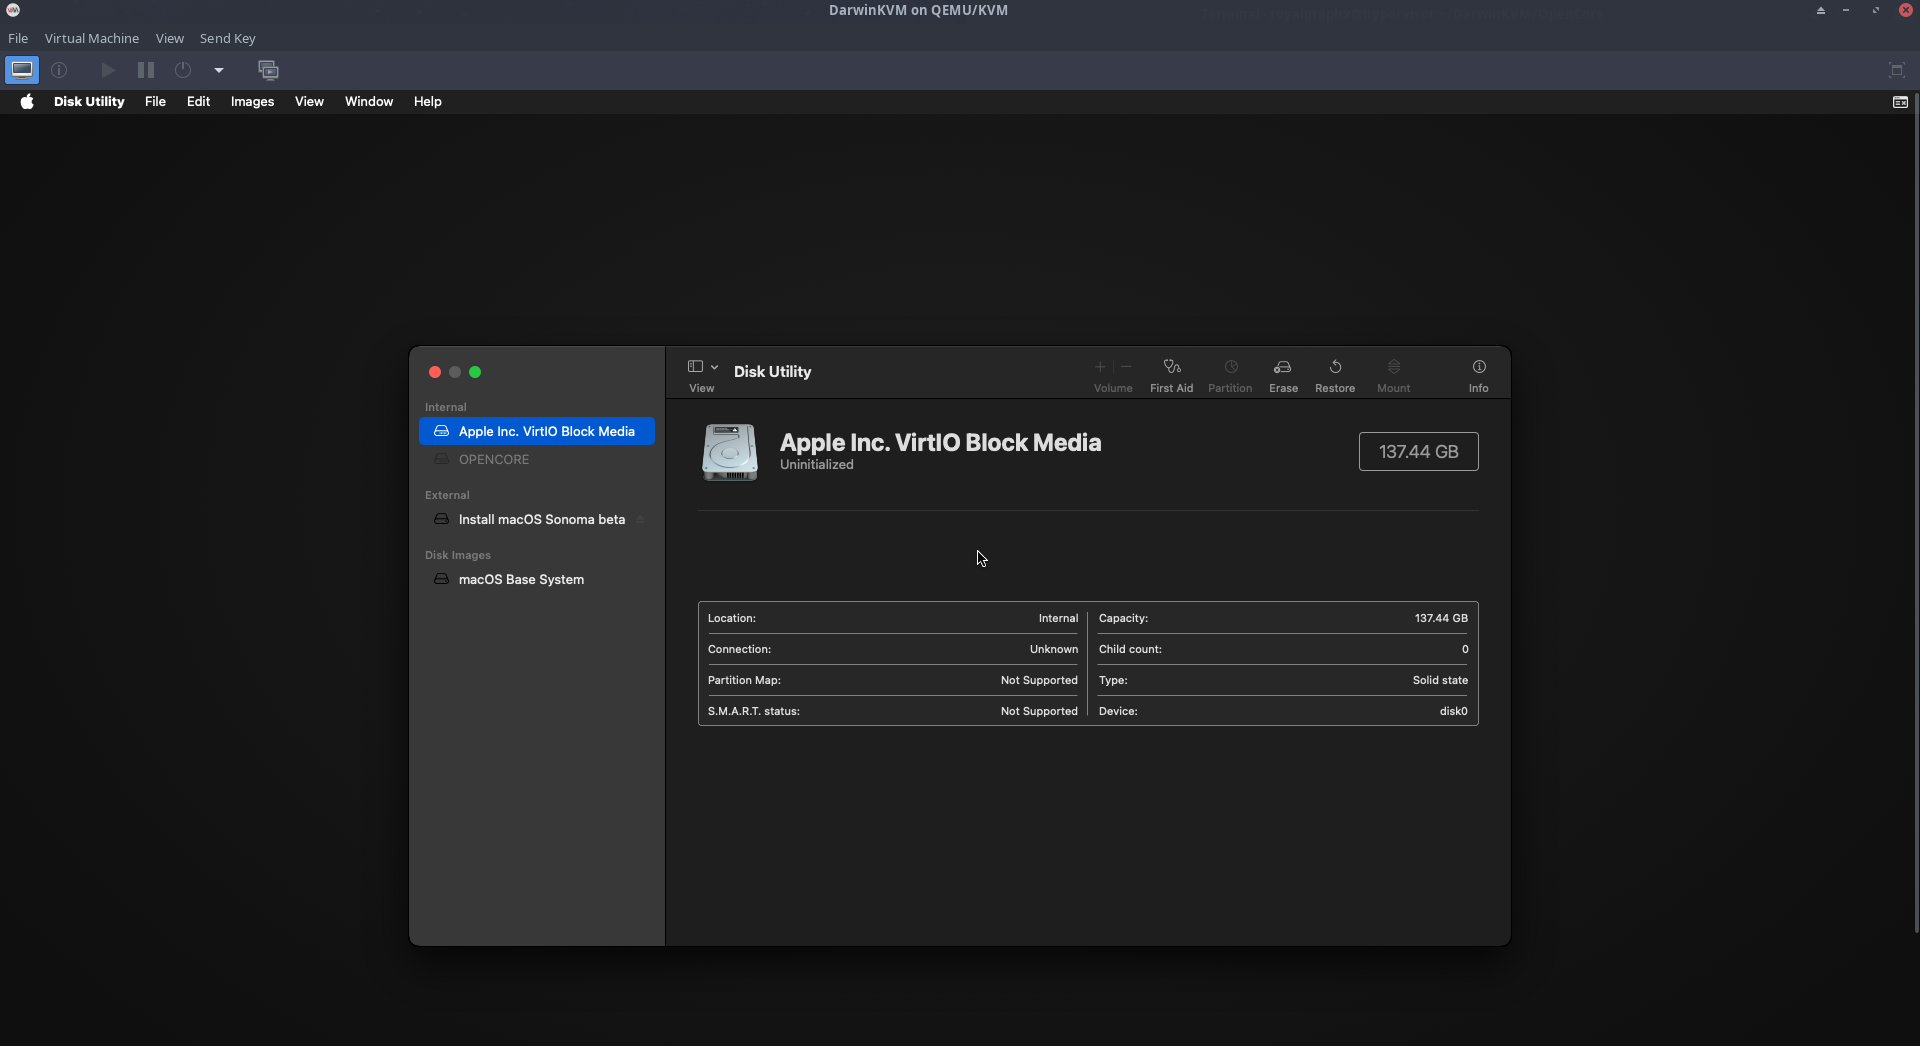 DarwinKVM on QEMU/KVM
File Virtual Machine View Send Key
Disk Utility File Edit Images View Window Help
View
Disk Utility
Volume First Aid Partition Erase Restore Mount Info
Internal
Apple Inc. VirtIO Block Media
OPENCORE
External
Install macOS Sonoma beta
Disk Images
macOS Base System
Apple Inc. VirtIO Block Media
Uninitialized
137.44 GB
Location: Internal
Capacity: 137.44 GB
Connection: Unknown
Child count: 0
Partition Map: Not Supported
Type: Solid state
S.M.A.R.T. status: Not Supported
Device: disk0